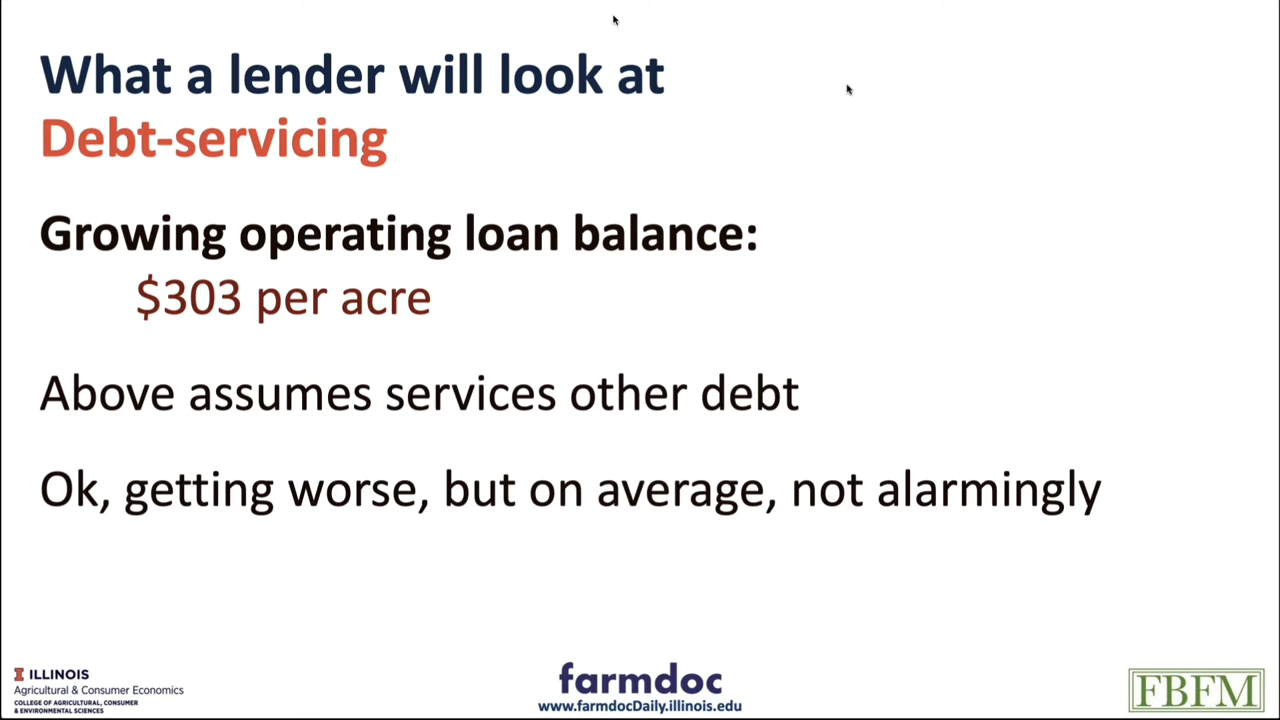 What a lender will look at
Debt-servicing
Growing operating loan balance:
$303 per acre
Above assumes services other debt
Ok, getting worse, but on average, not alarmingly
I ILLINOIS
Agricultural & Consumer Economics
COLLEGE OF AGRICULTURAL, CONSUMER
& ENVIRONMENTAL SCIENCES
farmdoc
www.farmdocDaily.illinois.edu
FBFM